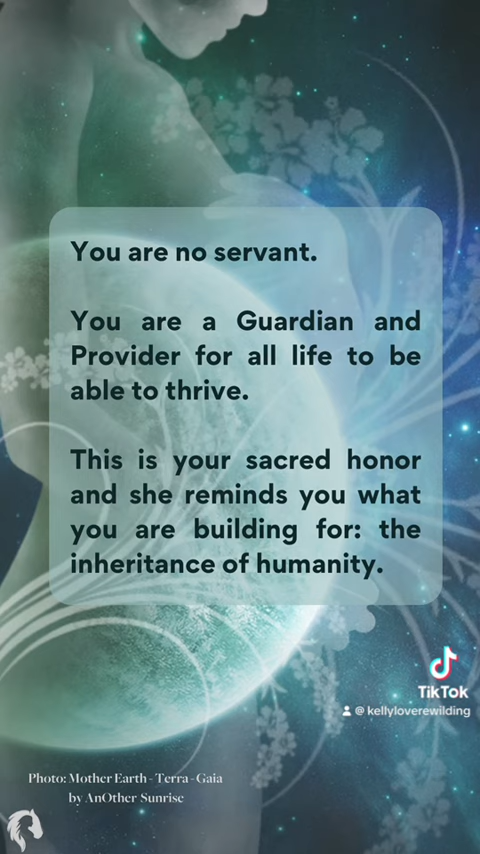 You are no servant.
You are a Guardian and
Provider for all life to be
able to thrive.
This is your sacred honor
and she reminds you what
you are building for: the
inheritance of humanity.
TikTok
@ kellyloverewilding
Photo: Mother Earth - Terra - Gaia
by AnOther Sunrise